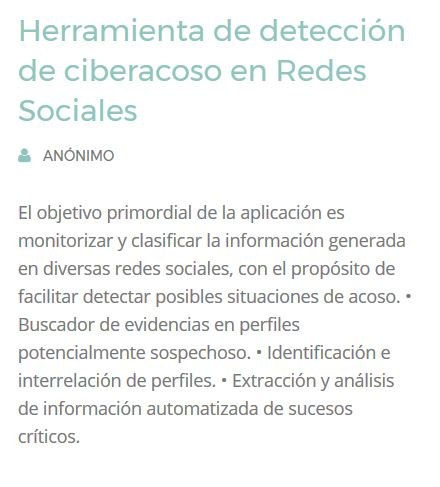 Herramienta de detección
de ciberacoso en Redes
Sociales
ANÓNIMO
El objetivo primordial de la aplicación es
monitorizar y clasificar la información generada
en diversas redes sociales, con el propósito de
facilitar detectar posibles situaciones de acoso. •
Buscador de evidencias en perfiles
potencialmente sospechoso. • Identificación e
interrelación de perfiles. • Extracción y análisis
de información automatizada de sucesos
críticos.